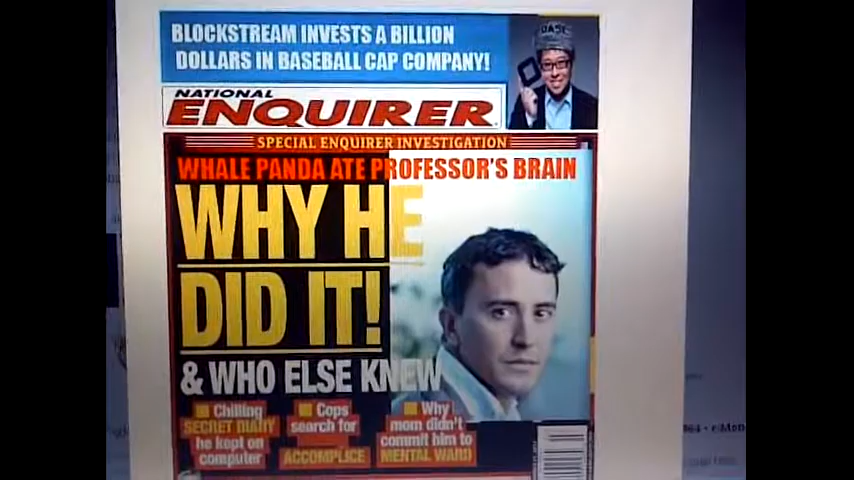 BLOCKSTREAM INVESTS A BILLION
DOLLARS IN BASEBALL CAP COMPANY!
NATIONAL
ENQUIRER
SPECIAL ENQUIRER INVESTIGATION
WHALE PANDA ATE PROFESSOR'S BRAIN
WHY HE
DID IT!
& WHO ELSE KNEW
Chilling
SECRET DIARY
he kept on
computer
Cops
search for
ACCOMPLICE
Why
mom didn't
commit him to
MENTAL WARD